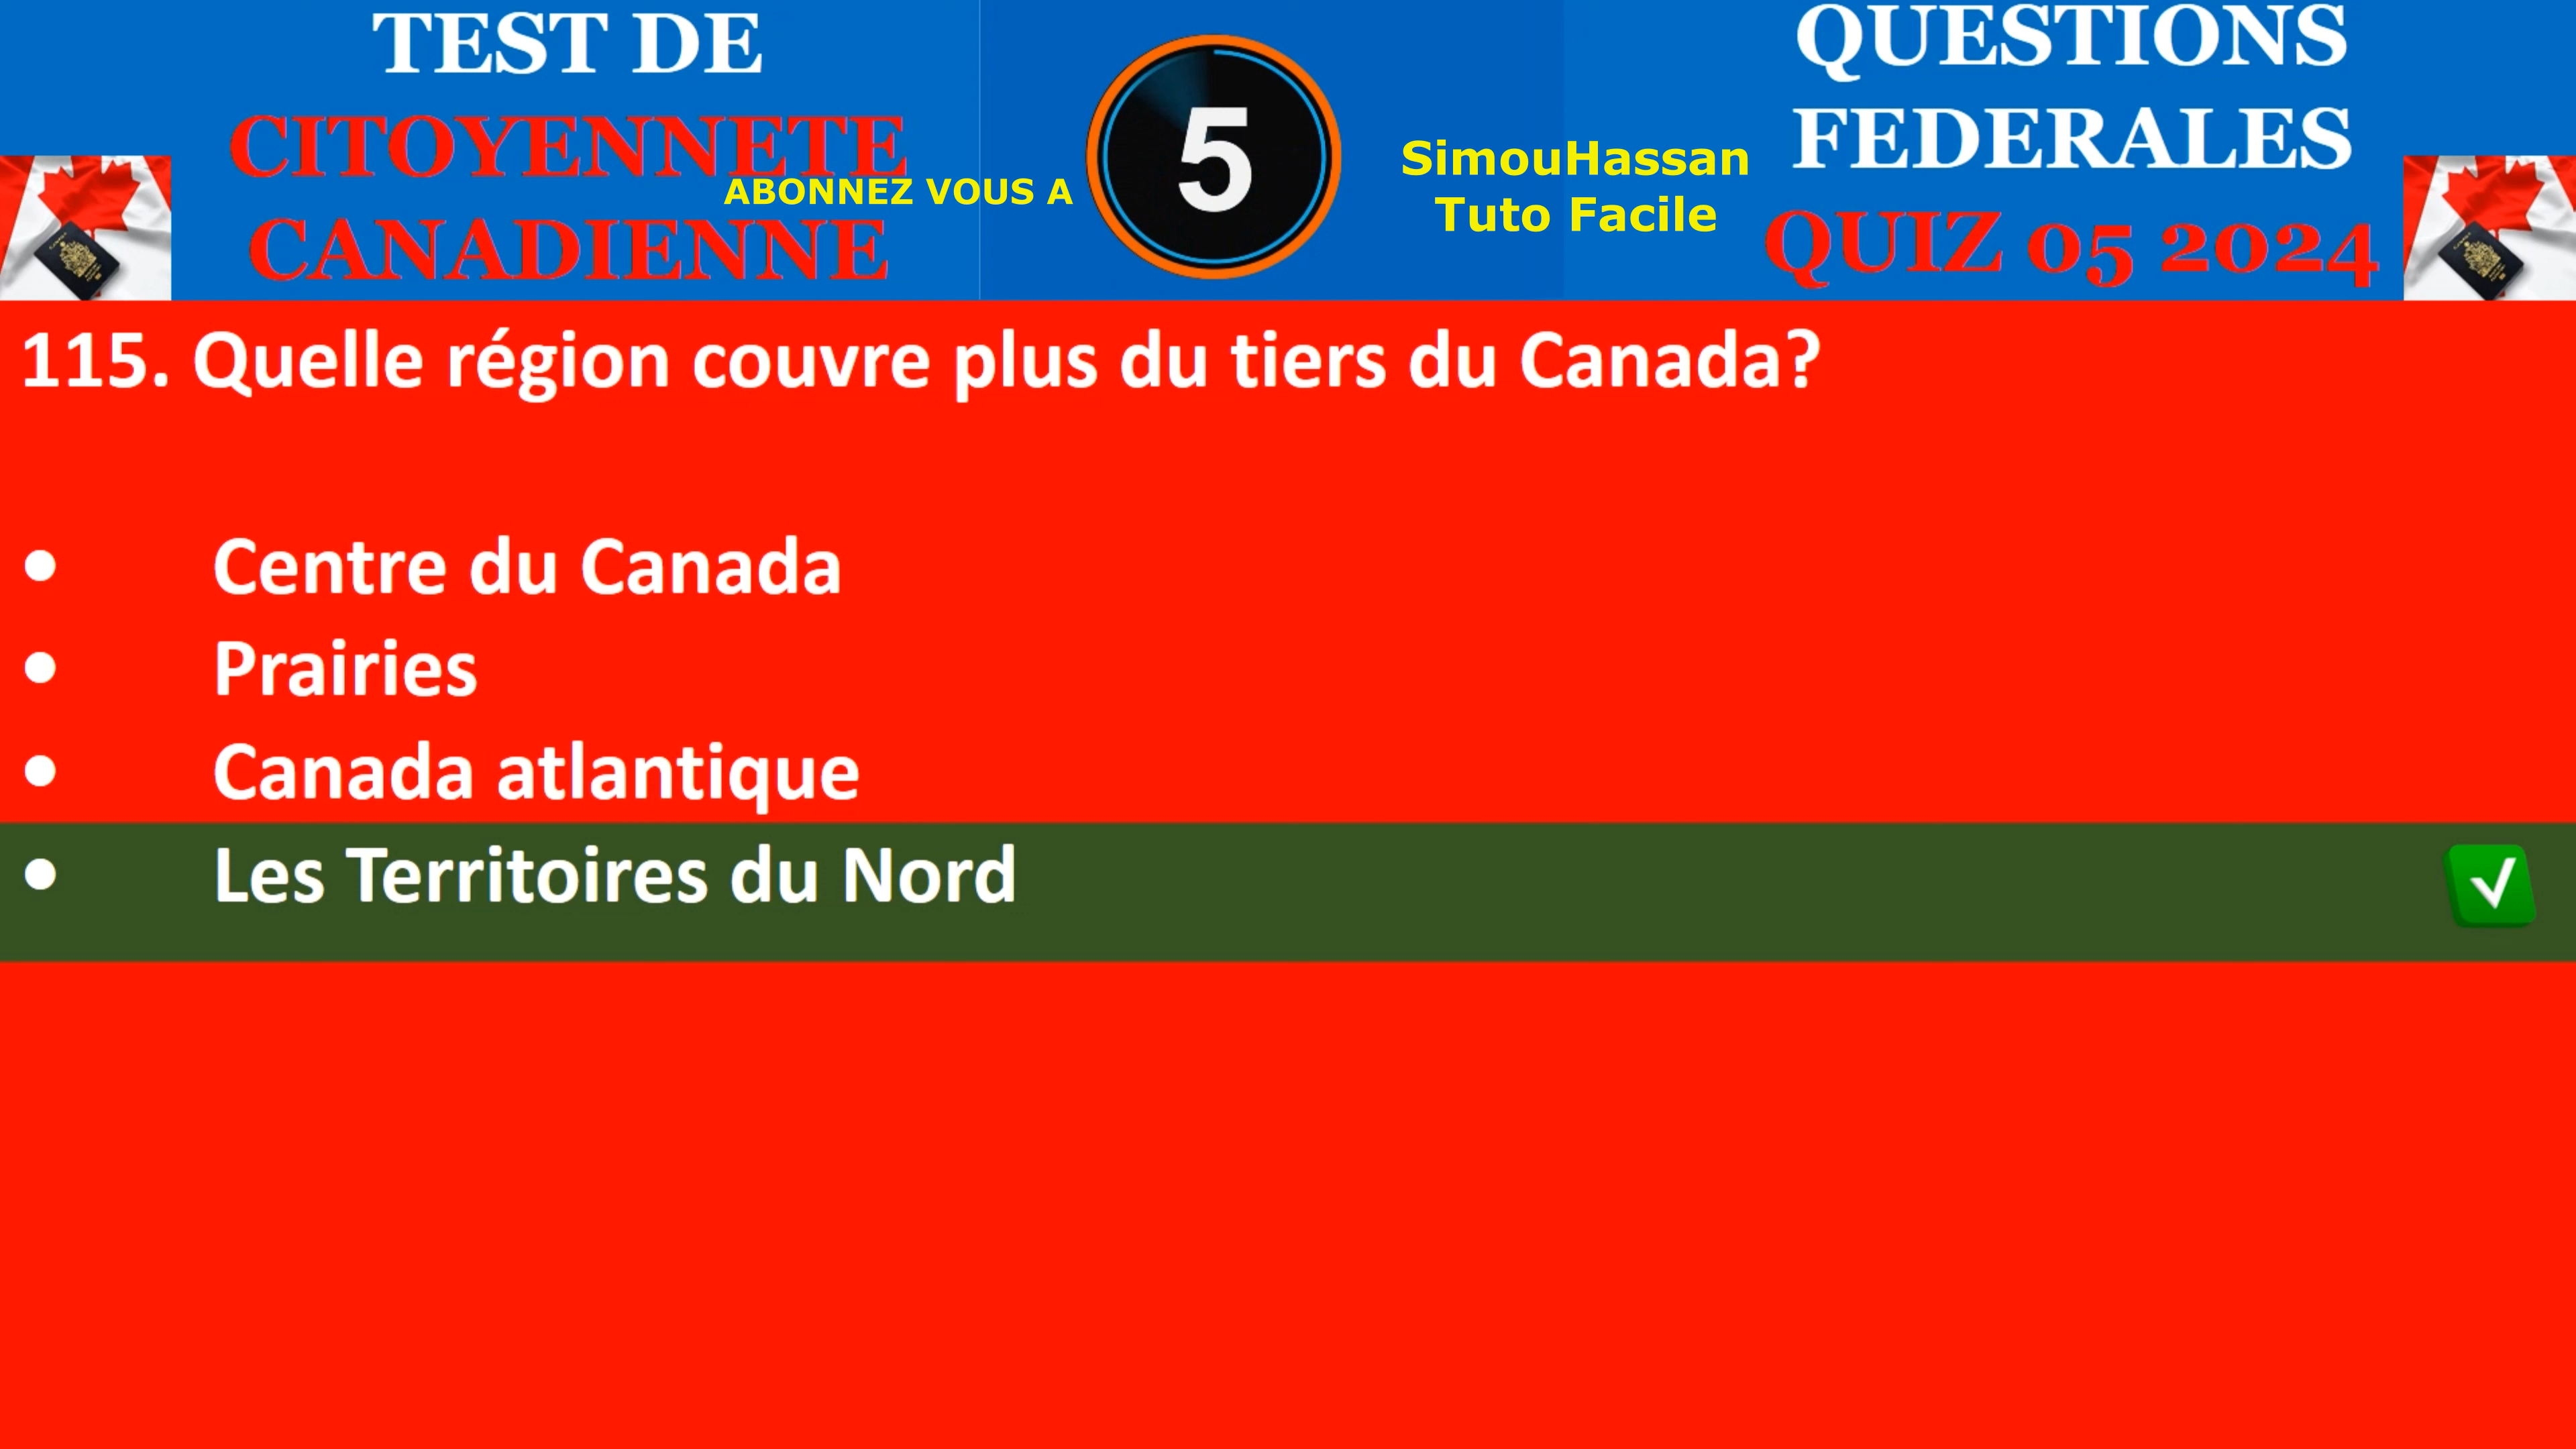 TEST DE
CITOYENNETE
CANADIENNE
ABONNEZ VOUS A
5
SimouHassan
Tuto Facile
QUESTIONS
FEDERALES
QUIZ 05 2024
115. Quelle région couvre plus du tiers du Canada?
• Centre du Canada
• Prairies
• Canada atlantique
• Les Territoires du Nord